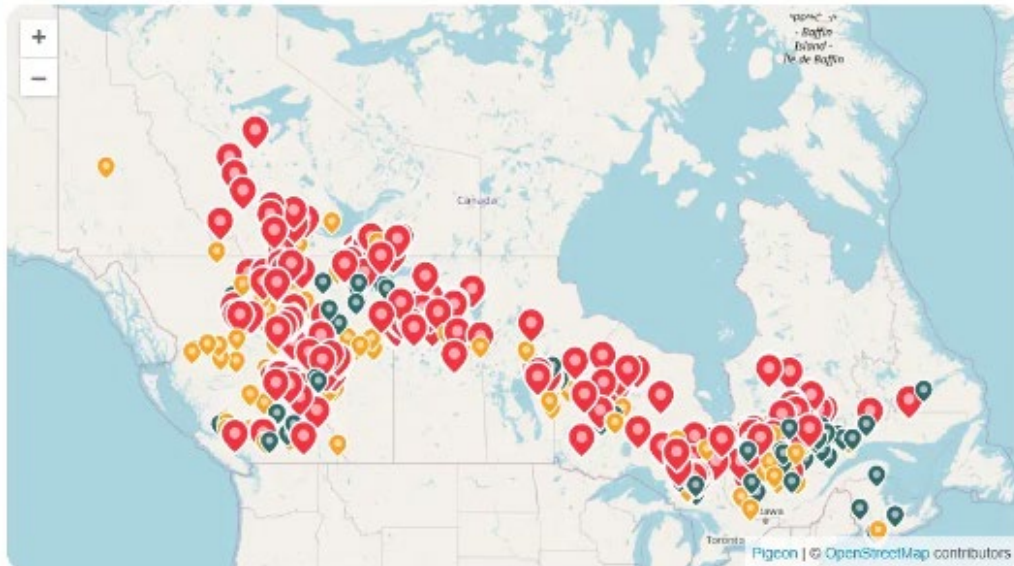 +
−
- Baffin
Island -
Île de Baffin
Canada
Toronto
Pigeon | © OpenStreetMap contributors